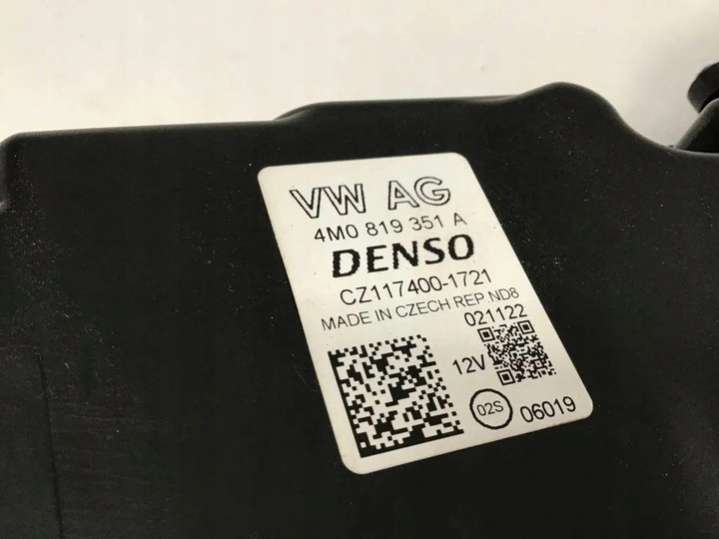 VW AG
4M0 819 351 A
DENSO
CZ117400-1721
MADE IN CZECH REP ND8
021122
12V
02S 06019